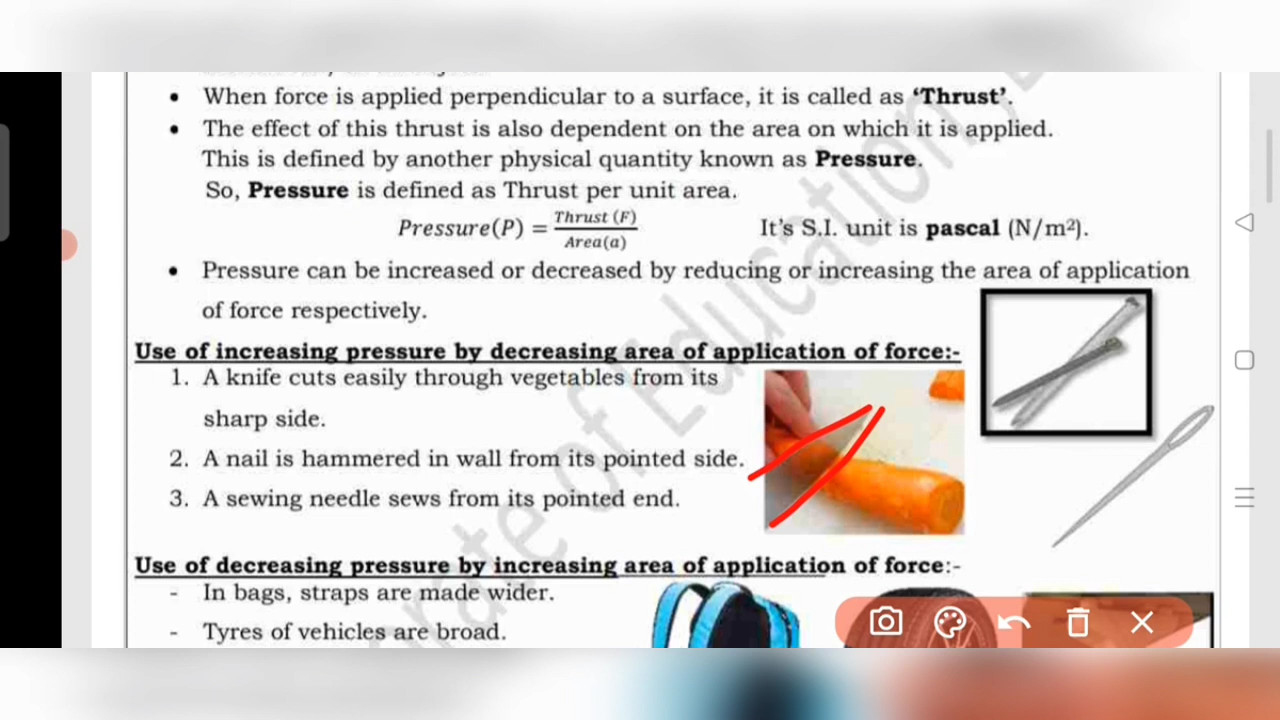 • When force is applied perpendicular to a surface, it is called as ‘Thrust’.
• The effect of this thrust is also dependent on the area on which it is applied.
This is defined by another physical quantity known as Pressure.
So, Pressure is defined as Thrust per unit area.
Pressure(P) = Thrust (F) / Area(a) It’s S.I. unit is pascal (N/m²).
• Pressure can be increased or decreased by reducing or increasing the area of application
of force respectively.
Use of increasing pressure by decreasing area of application of force:-
1. A knife cuts easily through vegetables from its
sharp side.
2. A nail is hammered in wall from its pointed side.
3. A sewing needle sews from its pointed end.
Use of decreasing pressure by increasing area of application of force:-
- In bags, straps are made wider.
- Tyres of vehicles are broad.
rate of Education,